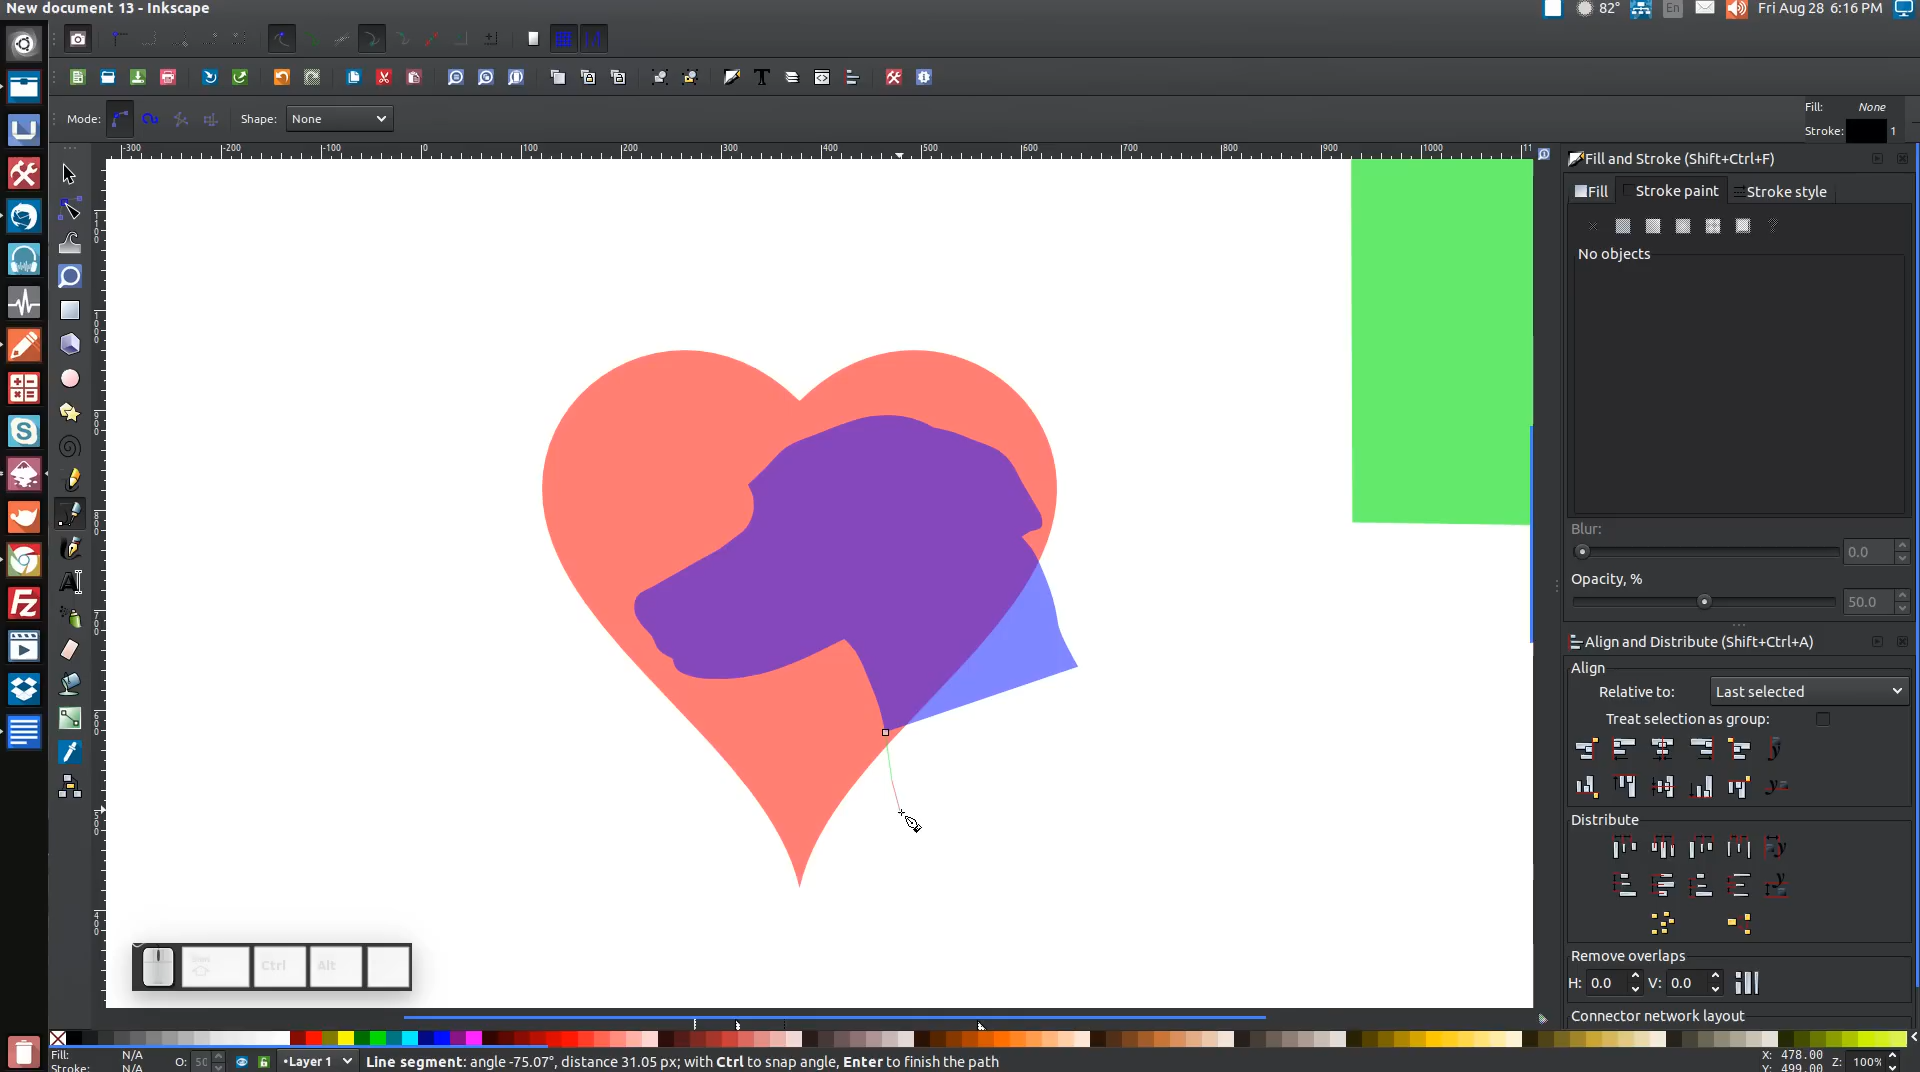 New document 13 - Inkscape
82°
En
Fri Aug 28 6:16 PM
Mode:
Shape:
None
Fill:
None
Stroke:
1
-300
-200
-100
0
100
200
300
400
500
600
700
800
900
1000
11
Fill and Stroke (Shift+Ctrl+F)
Fill
Stroke paint
Stroke style
No objects
Blur:
0.0
Opacity, %
50.0
Align and Distribute (Shift+Ctrl+A)
Align
Relative to:
Last selected
Treat selection as group:
Distribute
Remove overlaps
H:
0.0
V:
0.0
Connector network layout
Ctrl
Alt
Fill:
N/A
Stroke:
N/A
O:
•Layer 1
Line segment: angle -75.07°, distance 31.05 px; with Ctrl to snap angle, Enter to finish the path
X: 478.00
Y: 499.00
Z:
100%